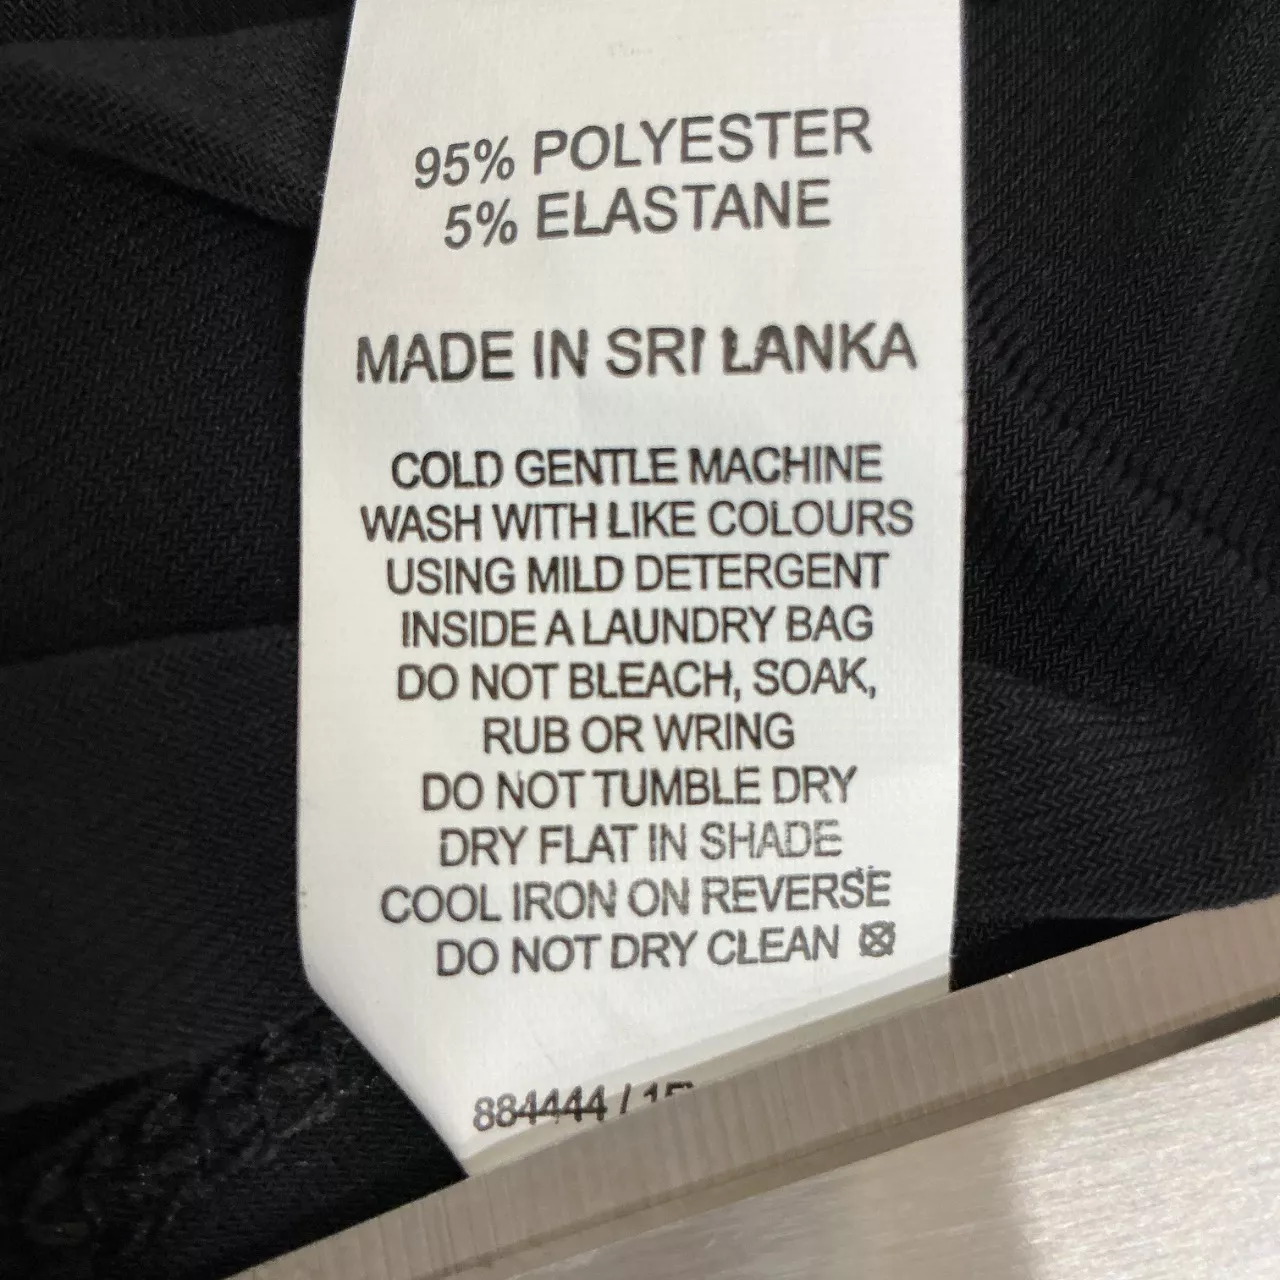 95% POLYESTER
5% ELASTANE
MADE IN SRI LANKA
COLD GENTLE MACHINE
WASH WITH LIKE COLOURS
USING MILD DETERGENT
INSIDE A LAUNDRY BAG
DO NOT BLEACH, SOAK,
RUB OR WRING
DO NOT TUMBLE DRY
DRY FLAT IN SHADE
COOL IRON ON REVERSE
DO NOT DRY CLEAN
884444 /